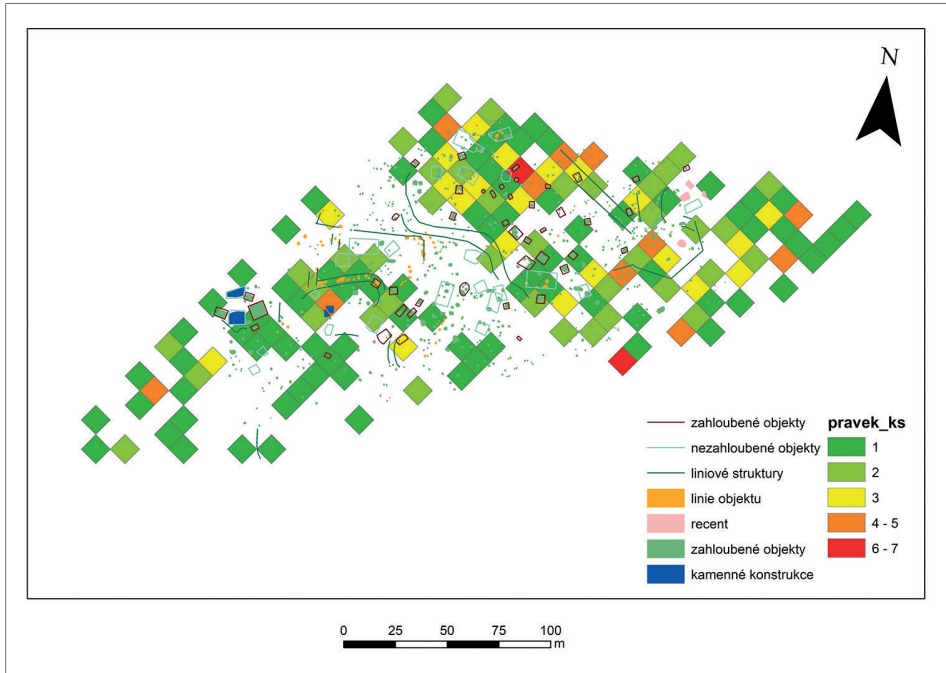 N
zahloubené objekty
nezahloubené objekty
liniové struktury
linie objektu
recent
zahloubené objekty
kamenné konstrukce
pravek_ks
1
2
3
4 - 5
6 - 7
0 25 50 75 100
m